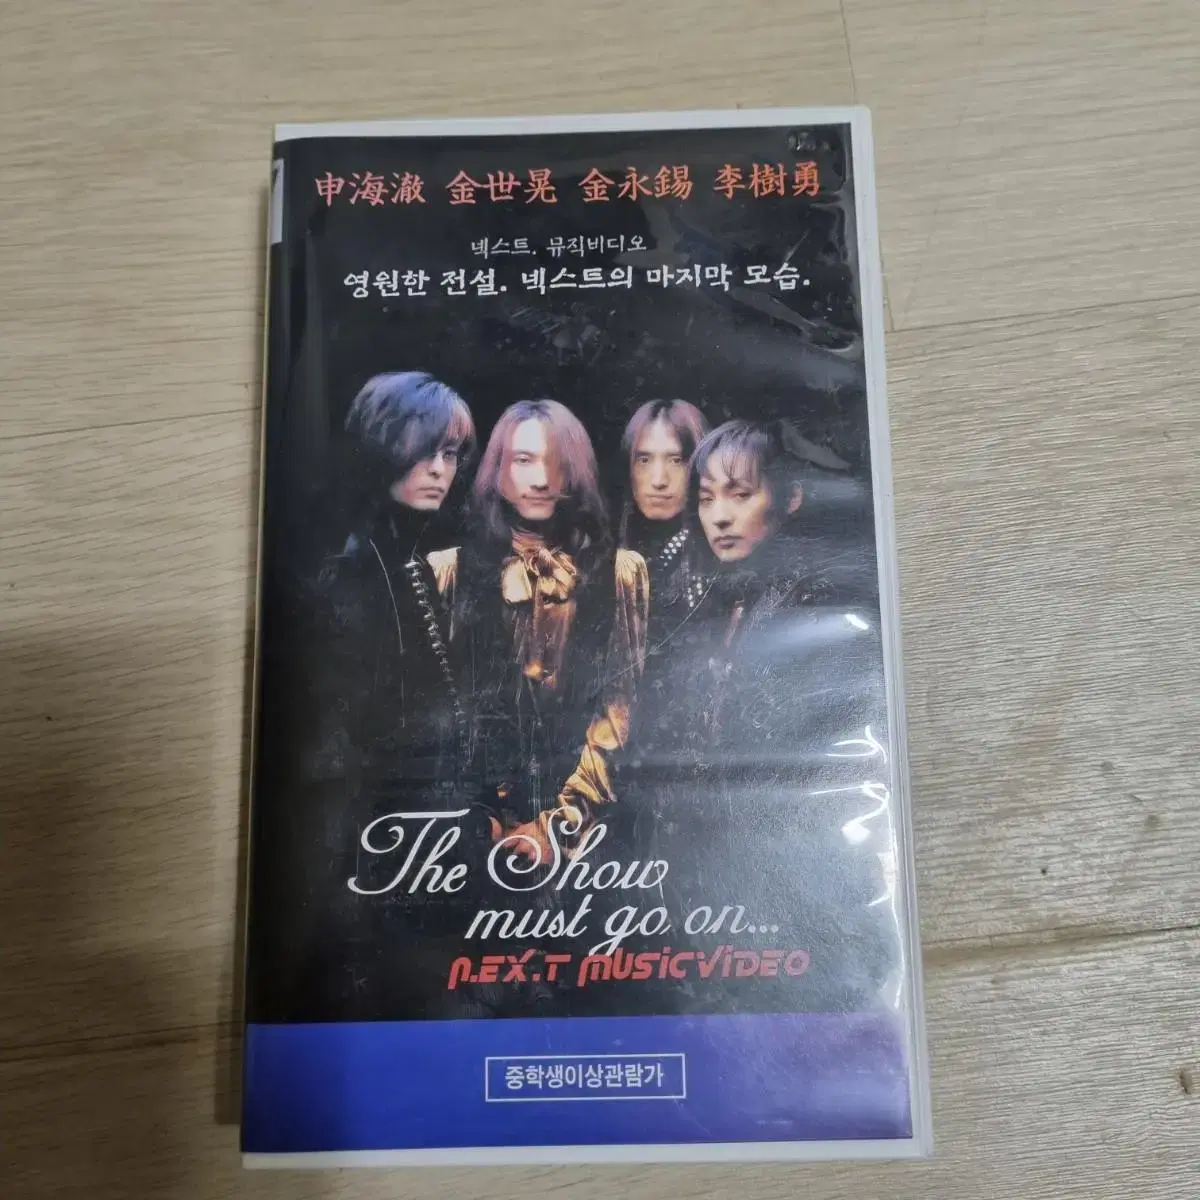 申海澈 金世晃 金永錫 李樹勇
넥스트. 뮤직비디오
영원한 전설. 넥스트의 마지막 모습.
The Show
must go on...
N.EX.T MUSICVIDEO
중학생이상관람가